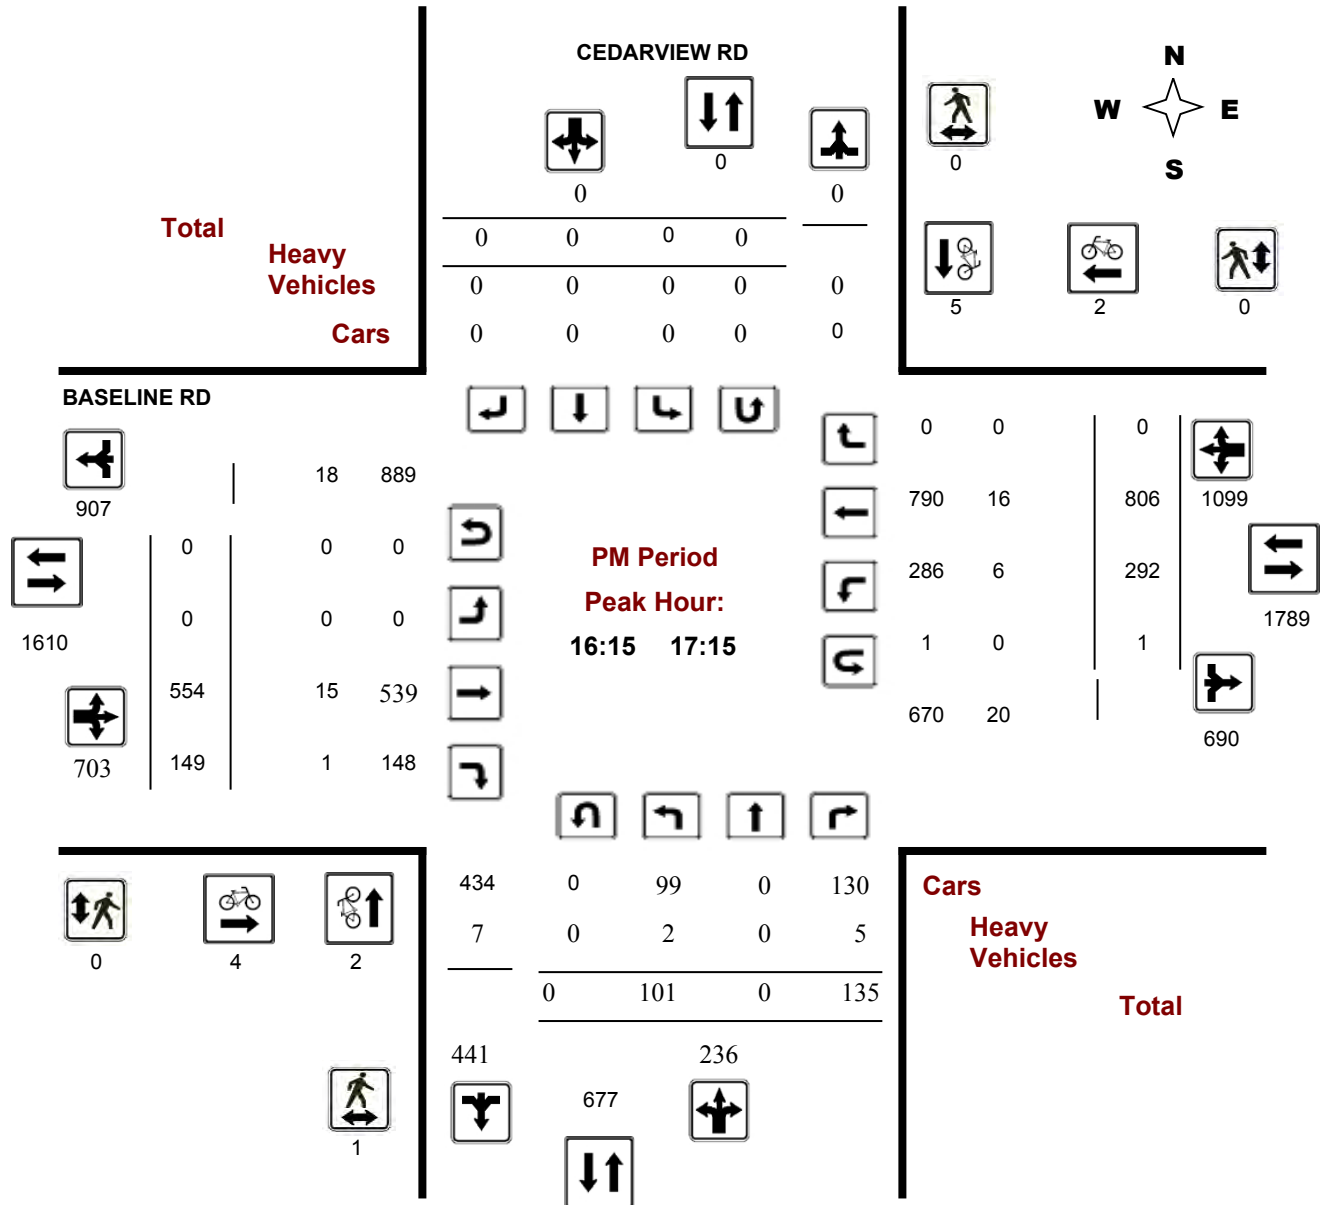 CEDARVIEW RD
N
W E
S
0
0
0 0
0
Total
0 0 0 0
Heavy
Vehicles
0 0 0 0 0
Cars
0 0 0 0 0
5 2 0
BASELINE RD
907
18 889
0 0 0
1610
0 0 0
554 15 539
703
149 1 148
PM Period
Peak Hour:
16:15 17:15
0 0 0
790 16 806
1099
286 6 292
1789
1 0 1
670 20
690
434 0 99 0 130
7 0 2 0 5
0 101 0 135
441 236
677
Cars
Heavy
Vehicles
Total
0 4 2
1